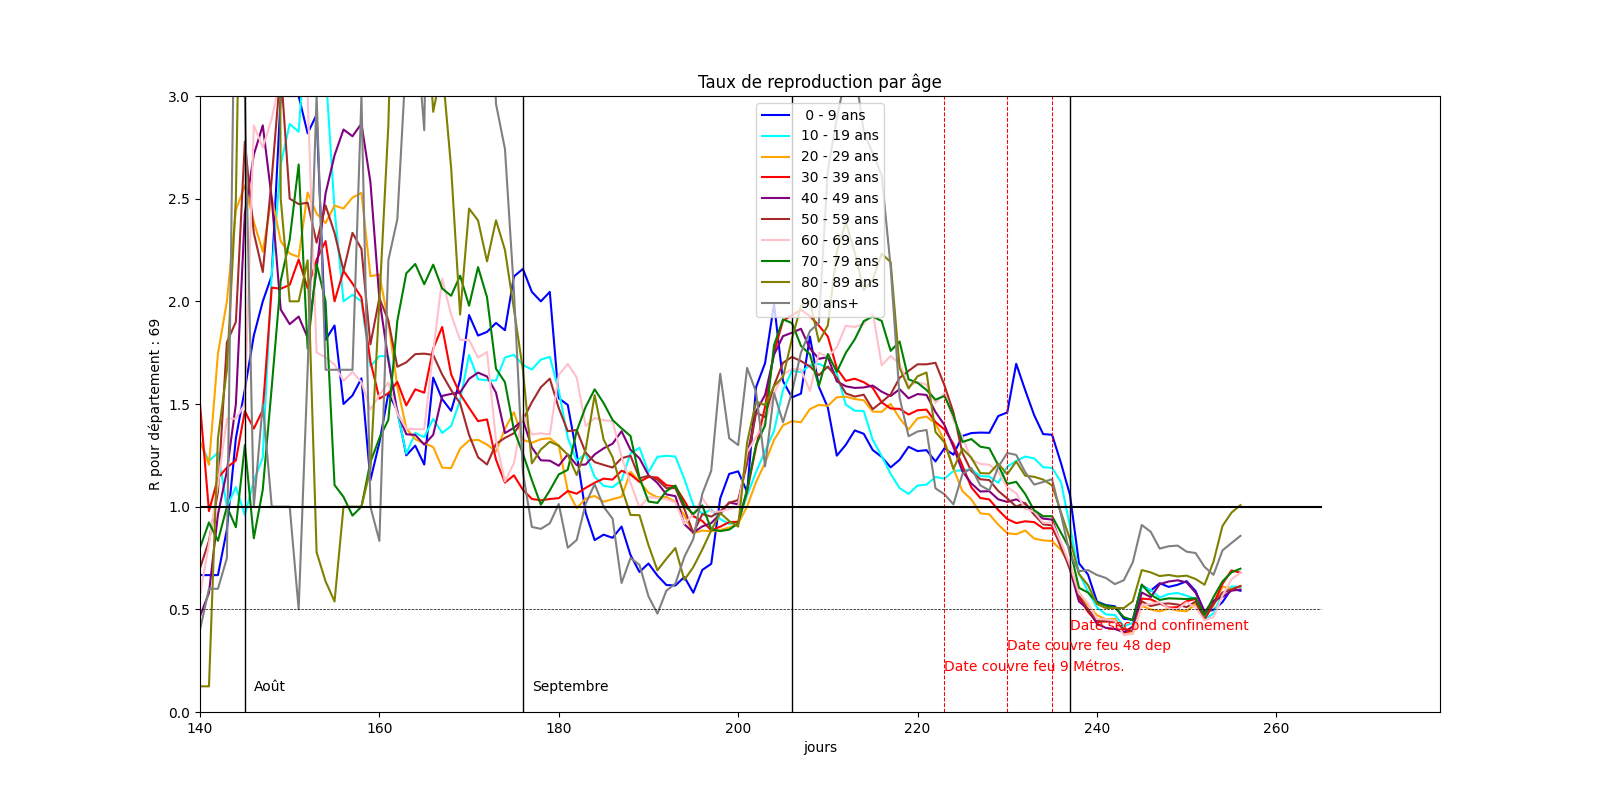 Taux de reproduction par âge
R pour département : 69
3.0
2.5
2.0
1.5
1.0
0.5
0.0
0 - 9 ans
10 - 19 ans
20 - 29 ans
30 - 39 ans
40 - 49 ans
50 - 59 ans
60 - 69 ans
70 - 79 ans
80 - 89 ans
90 ans+
Date second confinement
Date couvre feu 48 dep
Date couvre feu 9 Métros.
Août
Septembre
140
160
180
200
220
240
260
jours